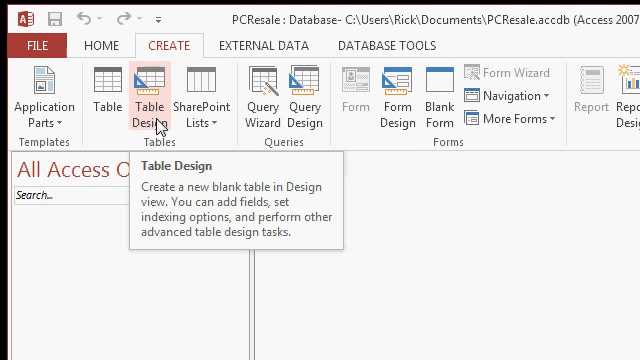 PCResale : Database- C:\Users\Rick\Documents\PCResale.accdb (Access 2007
FILE HOME CREATE EXTERNAL DATA DATABASE TOOLS
Application Parts
Table
Table Design
SharePoint Lists
Query Wizard
Query Design
Form
Form Design
Blank Form
Form Wizard
Navigation
More Forms
Report
Templates Tables Queries Forms
All Access
Search...
Table Design
Create a new blank table in Design
view. You can add fields, set
indexing options, and perform other
advanced table design tasks.